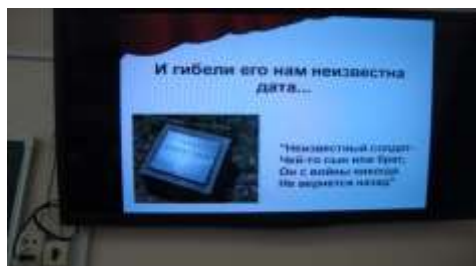 И гибели его нам неизвестна
дата...
"Неизвестный солдат-
Чей-то сын или брат,
Он с войны никогда
Не вернется назад"